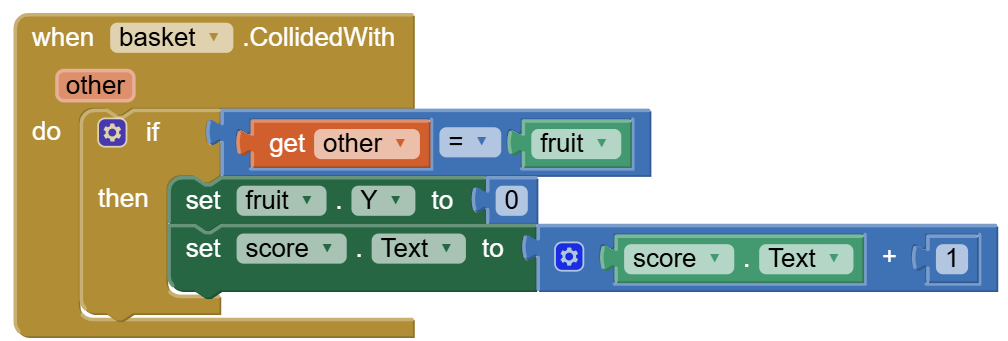 when basket .CollidedWith
other
do if get other = fruit
then set fruit . Y to 0
set score . Text to score . Text + 1